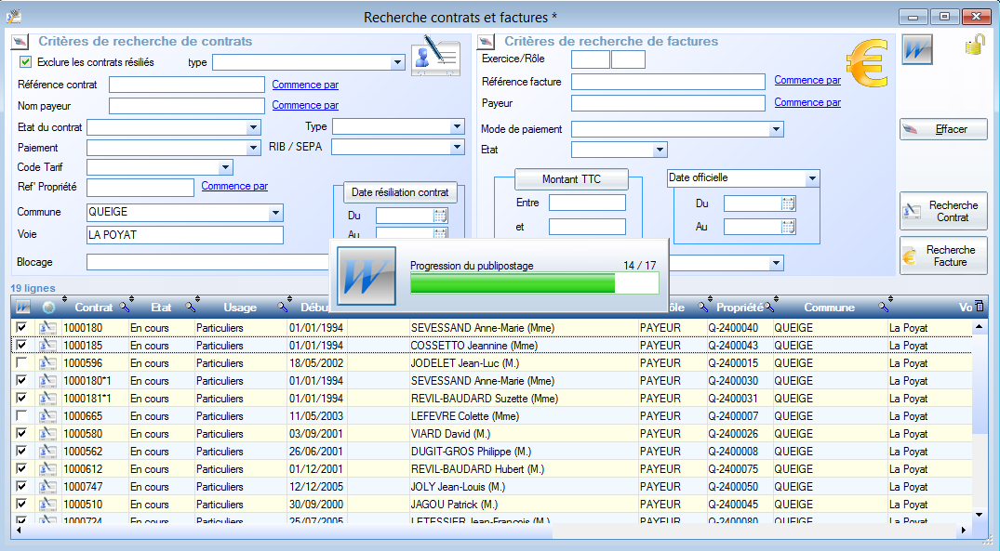 Recherche contrats et factures *
Critères de recherche de contrats
Exclure les contrats résiliés type
Référence contrat Commence par
Nom payeur Commence par
Etat du contrat Type
Paiement RIB / SEPA
Code Tarif
Ref' Propriété Commence par
Commune QUEIGE
Voie LA POYAT
Blocage
Date résiliation contrat
Du
Au
Critères de recherche de factures
Exercice/Rôle
Référence facture Commence par
Payeur Commence par
Mode de paiement
Etat
Montant TTC
Entre
et
Date officielle
Du
Au
Effacer
Recherche Contrat
Recherche Facture
Progression du publipostage 14 / 17
19 lignes
Contrat Etat Usage Propriété Commune
1000180 En cours Particuliers 01/01/1994 SEVESSAND Anne-Marie (Mme) PAYEUR Q-2400040 QUEIGE La Poyat
1000185 En cours Particuliers 01/01/1994 COSSETTO Jeannine (Mme) PAYEUR Q-2400043 QUEIGE La Poyat
1000596 En cours Particuliers 18/05/2002 JODELET Jean-Luc (M.) PAYEUR Q-2400015 QUEIGE La Poyat
1000180*1 En cours Particuliers 01/01/1994 SEVESSAND Anne-Marie (Mme) PAYEUR Q-2400030 QUEIGE La Poyat
1000181*1 En cours Particuliers 01/01/1994 REVIL-BAUDARD Suzette (Mme) PAYEUR Q-2400031 QUEIGE La Poyat
1000665 En cours Particuliers 11/05/2003 LEFEVRE Colette (Mme) PAYEUR Q-2400007 QUEIGE La Poyat
1000580 En cours Particuliers 03/09/2001 VIARD David (M.) PAYEUR Q-2400026 QUEIGE La Poyat
1000562 En cours Particuliers 26/06/2001 DUGIT-GROS Philippe (M.) PAYEUR Q-2400008 QUEIGE La Poyat
1000612 En cours Particuliers 01/12/2001 REVIL-BAUDARD Hubert (M.) PAYEUR Q-2400075 QUEIGE La Poyat
1000747 En cours Particuliers 12/12/2005 JOLY Jean-Louis (M.) PAYEUR Q-2400050 QUEIGE La Poyat
1000510 En cours Particuliers 30/09/2000 JAGOU Patrick (M.) PAYEUR Q-2400045 QUEIGE La Poyat
1000724 En cours Particuliers 25/07/2005 LETESSIER Jean-François (M.) PAYEUR Q-2400080 QUEIGE La Poyat